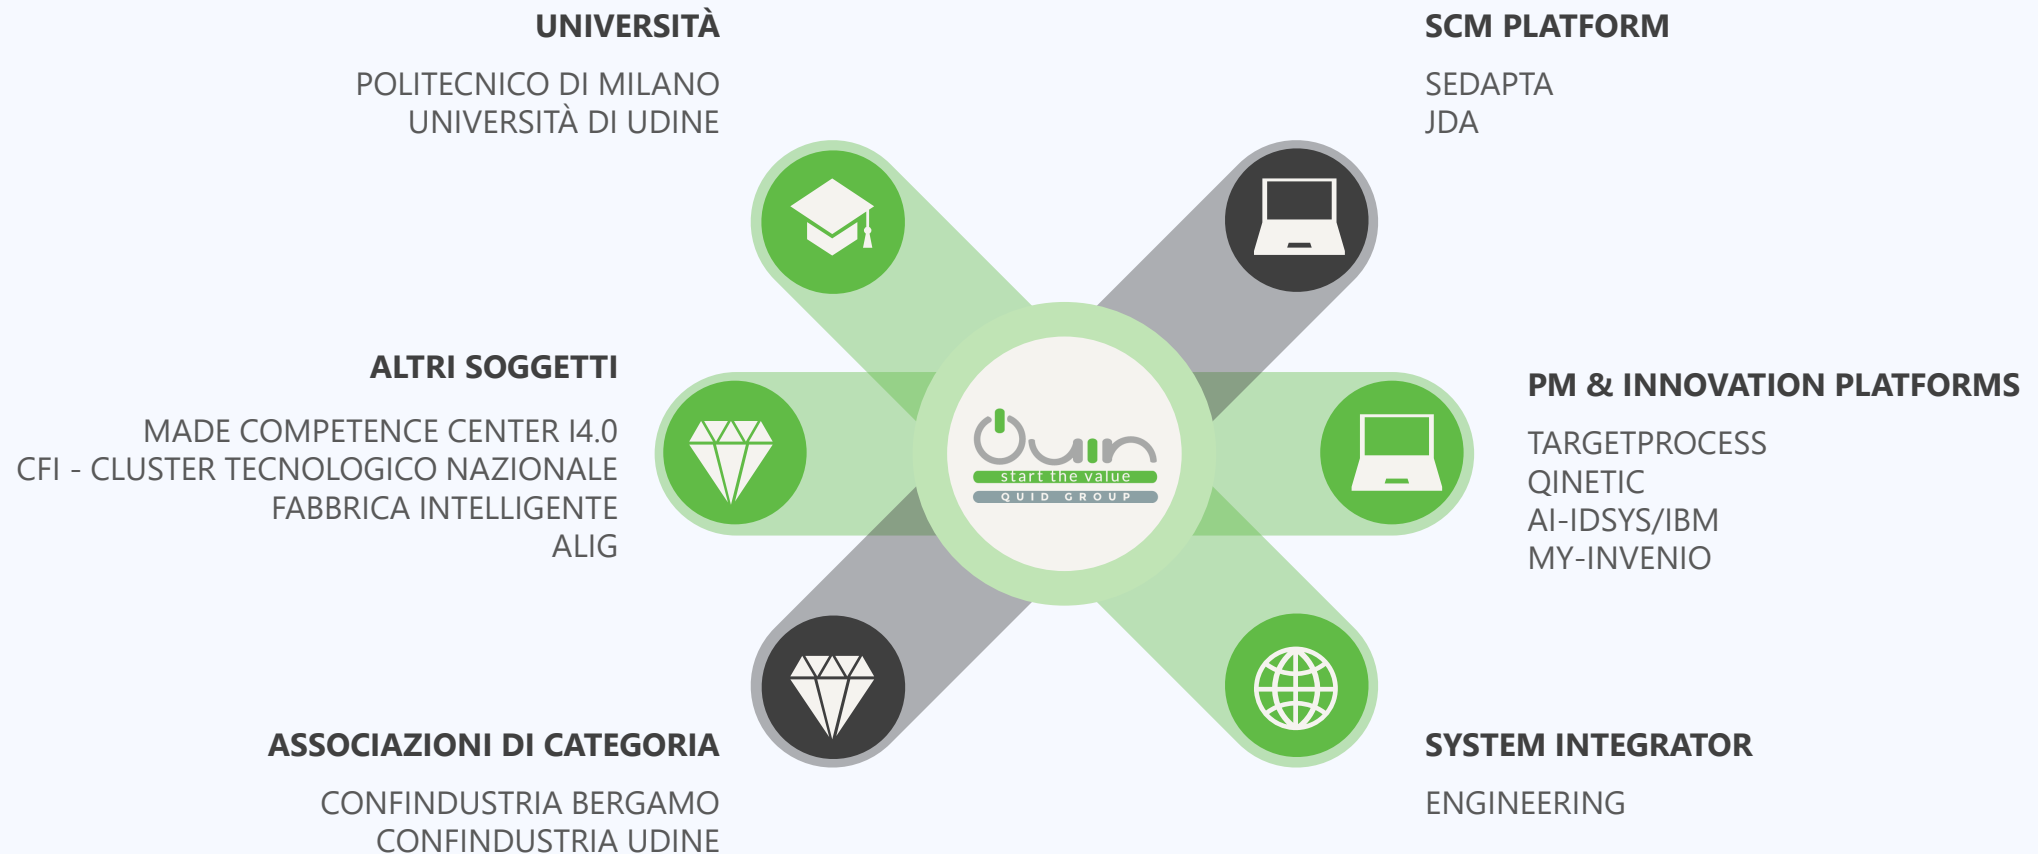 UNIVERSITÀ
POLITECNICO DI MILANO
UNIVERSITÀ DI UDINE
SCM PLATFORM
SEDAPTA
JDA
ALTRI SOGGETTI
MADE COMPETENCE CENTER I4.0
CFI - CLUSTER TECNOLOGICO NAZIONALE
FABBRICA INTELLIGENTE
ALIG
Quin
start the value
QUID GROUP
PM & INNOVATION PLATFORMS
TARGETPROCESS
QINETIC
AI-IDSYS/IBM
MY-INVENIO
ASSOCIAZIONI DI CATEGORIA
CONFINDUSTRIA BERGAMO
CONFINDUSTRIA UDINE
SYSTEM INTEGRATOR
ENGINEERING